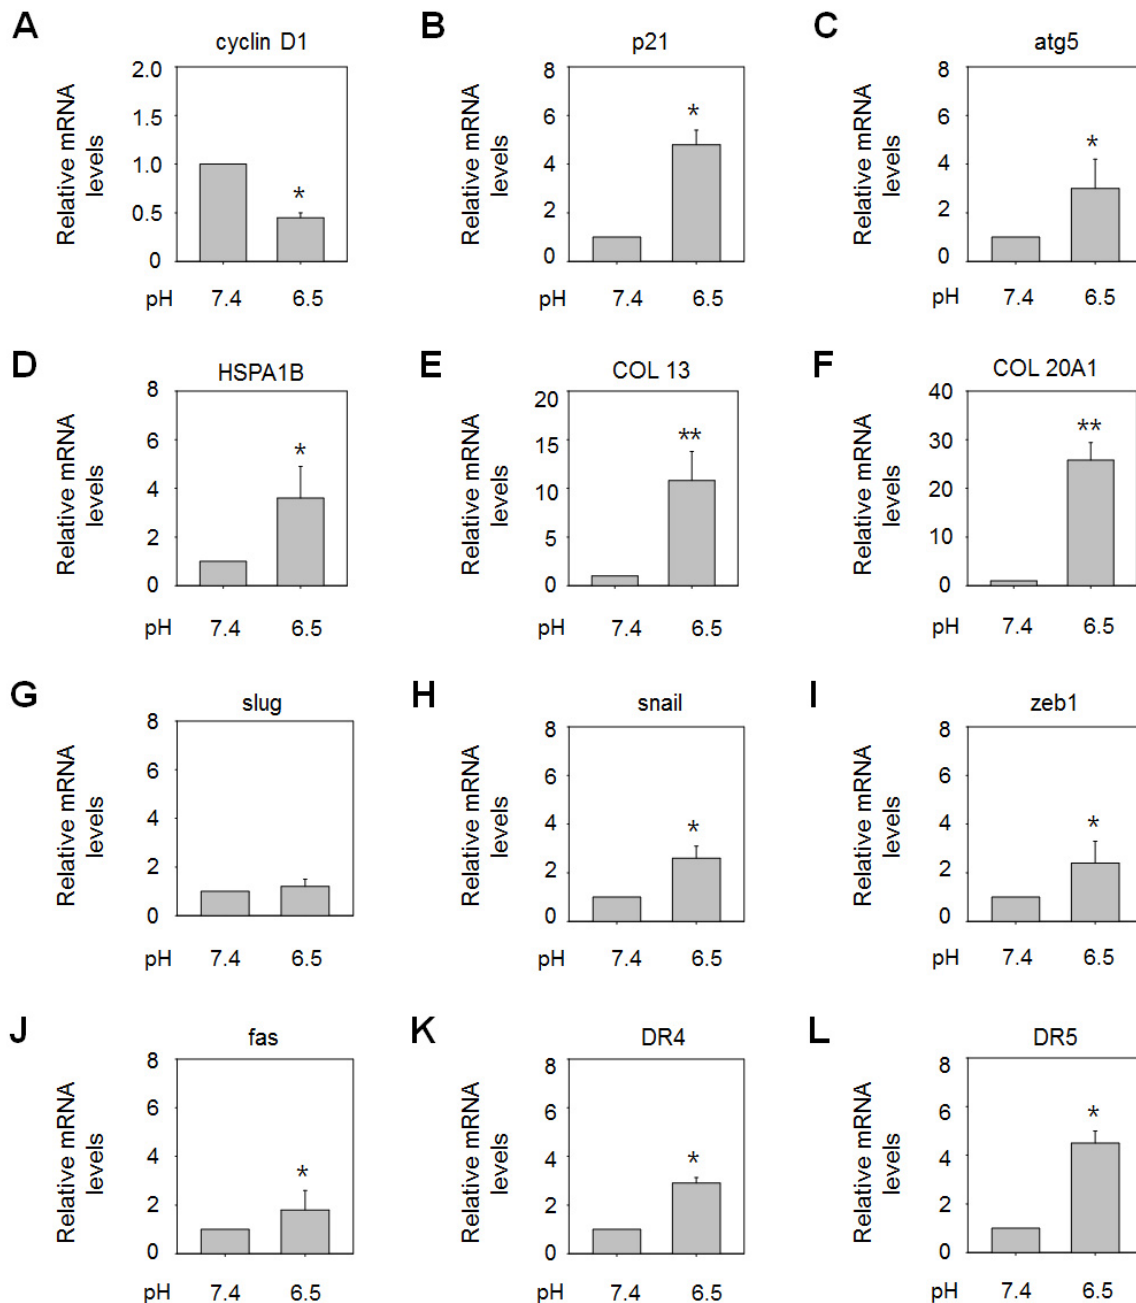 A
cyclin D1
Relative mRNA
levels
2.0
1.5
1.0
0.5
0
*
pH 7.4 6.5
B
p21
Relative mRNA
levels
8
6
4
2
0
*
pH 7.4 6.5
C
atg5
Relative mRNA
levels
8
6
4
2
0
*
pH 7.4 6.5
D
HSPA1B
Relative mRNA
levels
8
6
4
2
0
*
pH 7.4 6.5
E
COL 13
Relative mRNA
levels
20
15
10
5
0
**
pH 7.4 6.5
F
COL 20A1
Relative mRNA
levels
40
30
20
10
0
**
pH 7.4 6.5
G
slug
Relative mRNA
levels
8
6
4
2
0
pH 7.4 6.5
H
snail
Relative mRNA
levels
8
6
4
2
0
*
pH 7.4 6.5
I
zeb1
Relative mRNA
levels
8
6
4
2
0
*
pH 7.4 6.5
J
fas
Relative mRNA
levels
8
6
4
2
0
*
pH 7.4 6.5
K
DR4
Relative mRNA
levels
8
6
4
2
0
*
pH 7.4 6.5
L
DR5
Relative mRNA
levels
8
6
4
2
0
*
pH 7.4 6.5